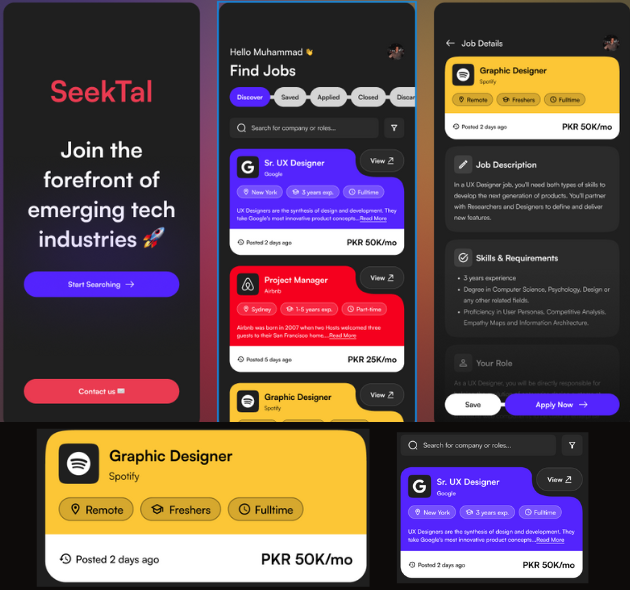 SeekTal
Join the
forefront of
emerging tech
industries 🚀
Start Searching →
Contact us ✉️
Hello Muhammad 👋
Find Jobs
Discover
Saved
Applied
Closed
Discar
Search for company or roles...
Sr. UX Designer
Google
View ↗
New York
3 years exp.
Fulltime
UX Designers are the synthesis of design and development. They
take Google's most innovative product concepts...Read More
Posted 2 days ago
PKR 50K/mo
Project Manager
Airbnb
View ↗
Sydney
1-5 years exp.
Part-time
Airbnb was born in 2007 when two Hosts welcomed three
guests to their San Francisco home....Read More
Posted 5 days ago
PKR 25K/mo
Graphic Designer
Spotify
View ↗
← Job Details
Graphic Designer
Spotify
Remote
Freshers
Fulltime
Posted 2 days ago
PKR 50K/mo
Job Description
In a UX Designer job, you'll need both types of skills to
develop the next generation of products. You'll partner
with Researchers and Designers to define and deliver
new features.
Skills & Requirements
• 3 years experience
• Degree in Computer Science, Psychology, Design or
any other related fields.
• Proficiency in User Personas, Competitive Analysis,
Empathy Maps and Information Architecture.
Your Role
As a UX Designer, you will be directly responsible for
Save
Apply Now →
Graphic Designer
Spotify
Remote
Freshers
Fulltime
Posted 2 days ago
PKR 50K/mo
Search for company or roles...
Sr. UX Designer
Google
View ↗
New York
3 years exp.
Fulltime
UX Designers are the synthesis of design and development. They
take Google's most innovative product concepts...Read More
Posted 2 days ago
PKR 50K/mo